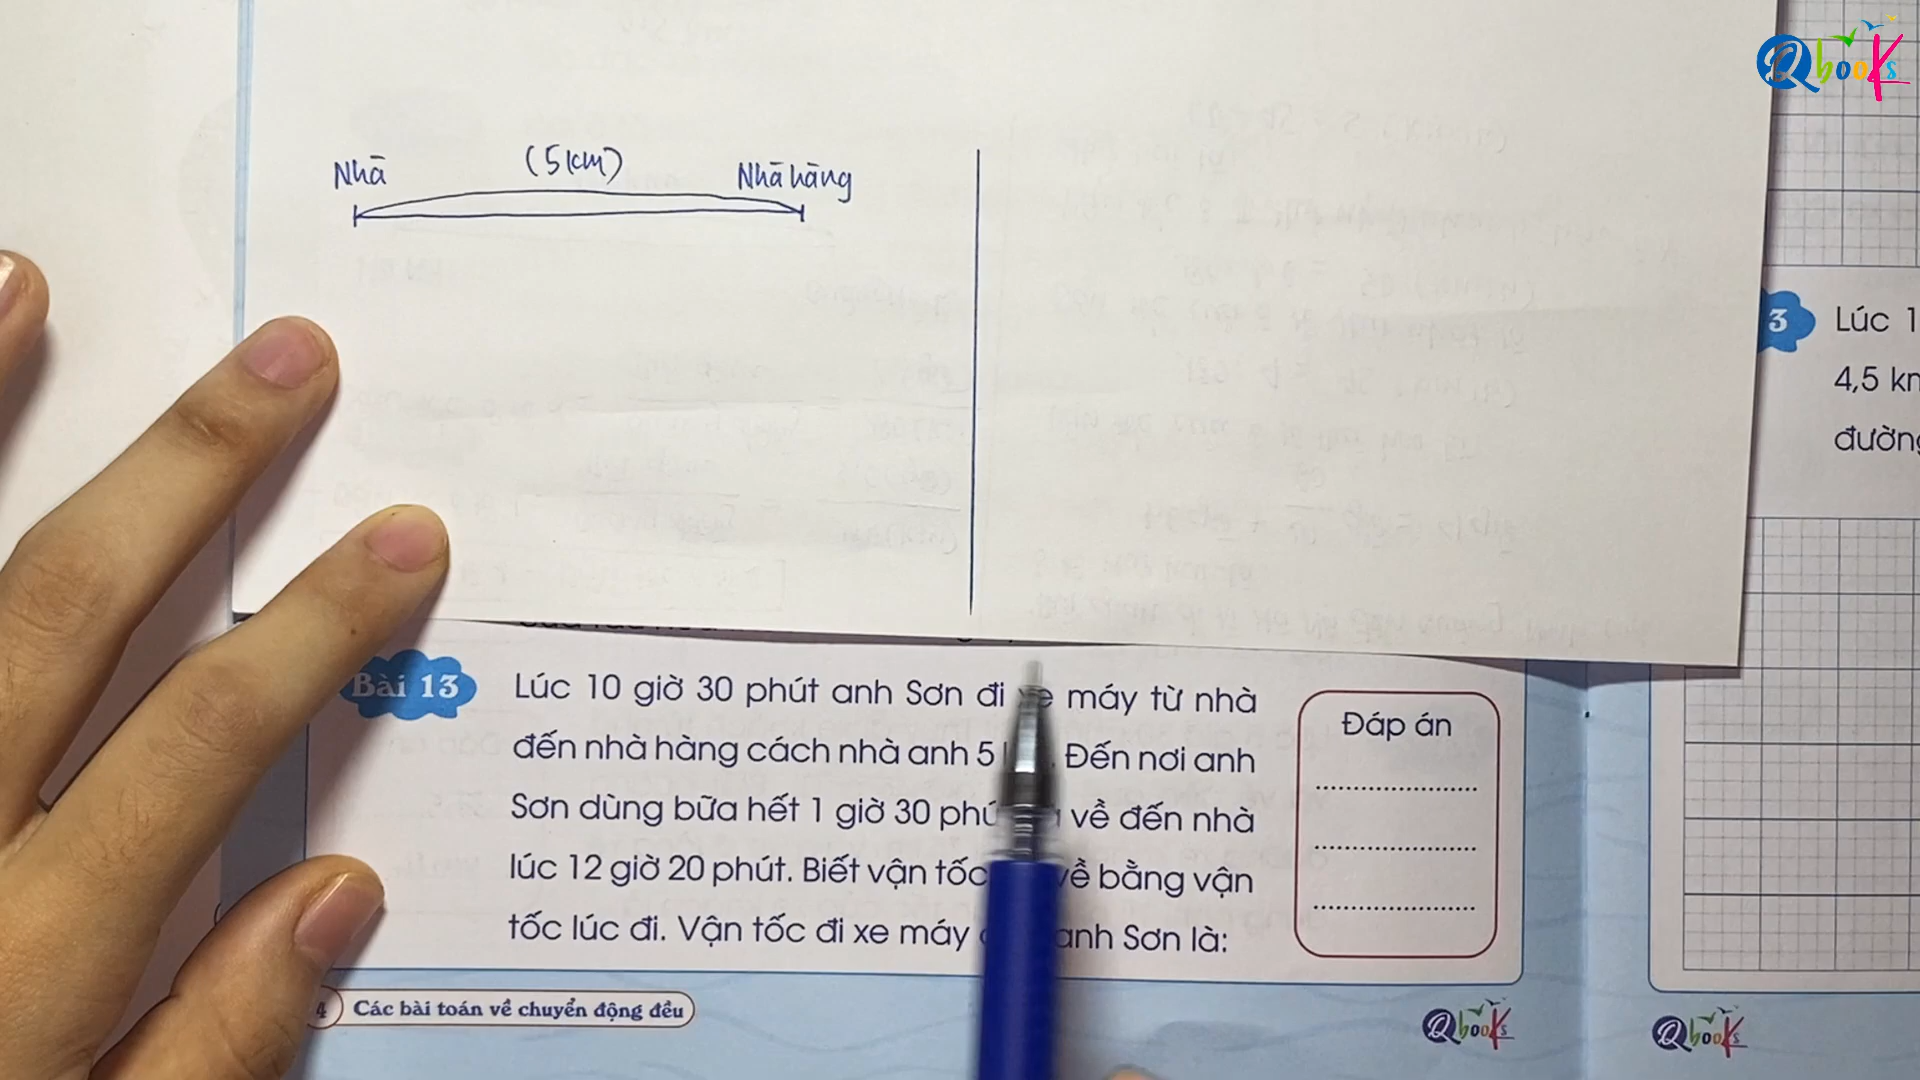 Qbooks
Nhà (5km) Nhà hàng
3 Lúc 1
4,5 km
đường
Bài 13 Lúc 10 giờ 30 phút anh Sơn đi xe máy từ nhà
đến nhà hàng cách nhà anh 5 . Đến nơi anh
Sơn dùng bữa hết 1 giờ 30 phú về đến nhà
lúc 12 giờ 20 phút. Biết vận tốc về bằng vận
tốc lúc đi. Vận tốc đi xe máy anh Sơn là:
Đáp án
4 Các bài toán về chuyển động đều
Qbooks
Qbooks